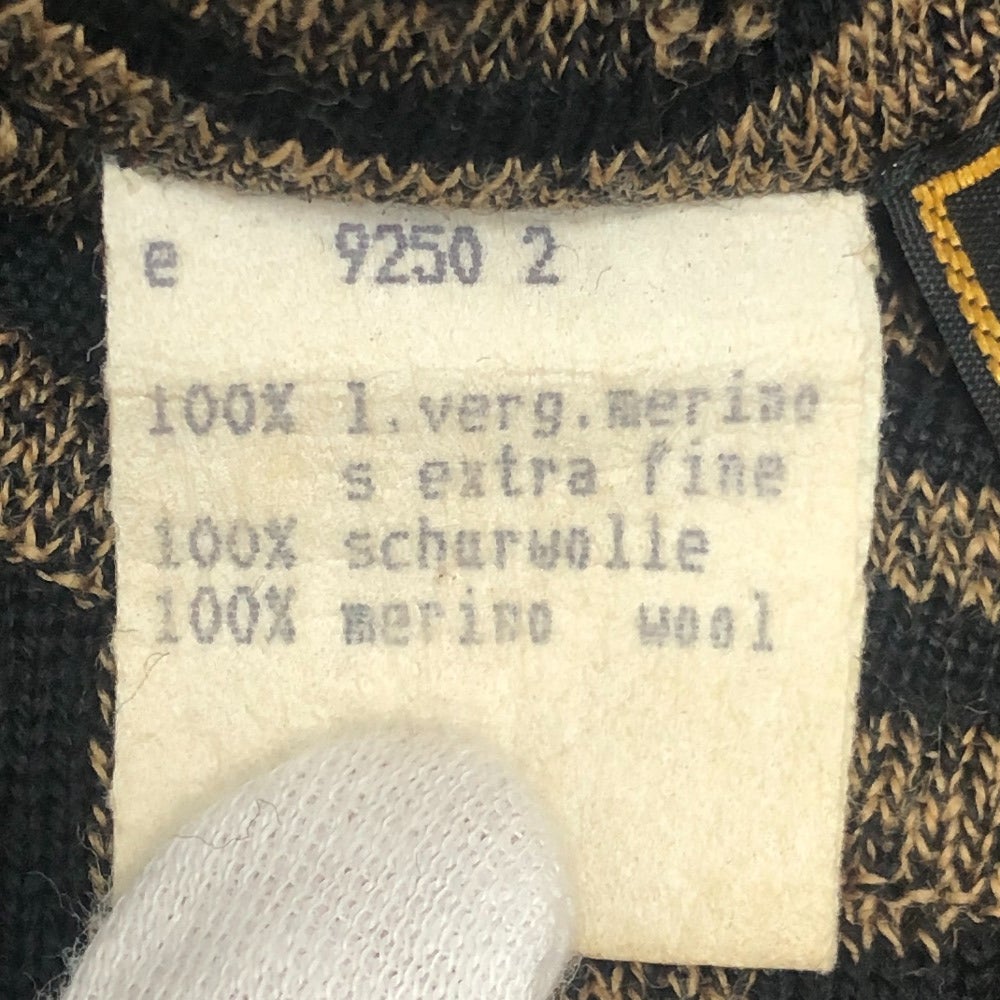 e 9250 2
100% l.verg.merino
s extra fine
100% schurwolle
100% merino wool